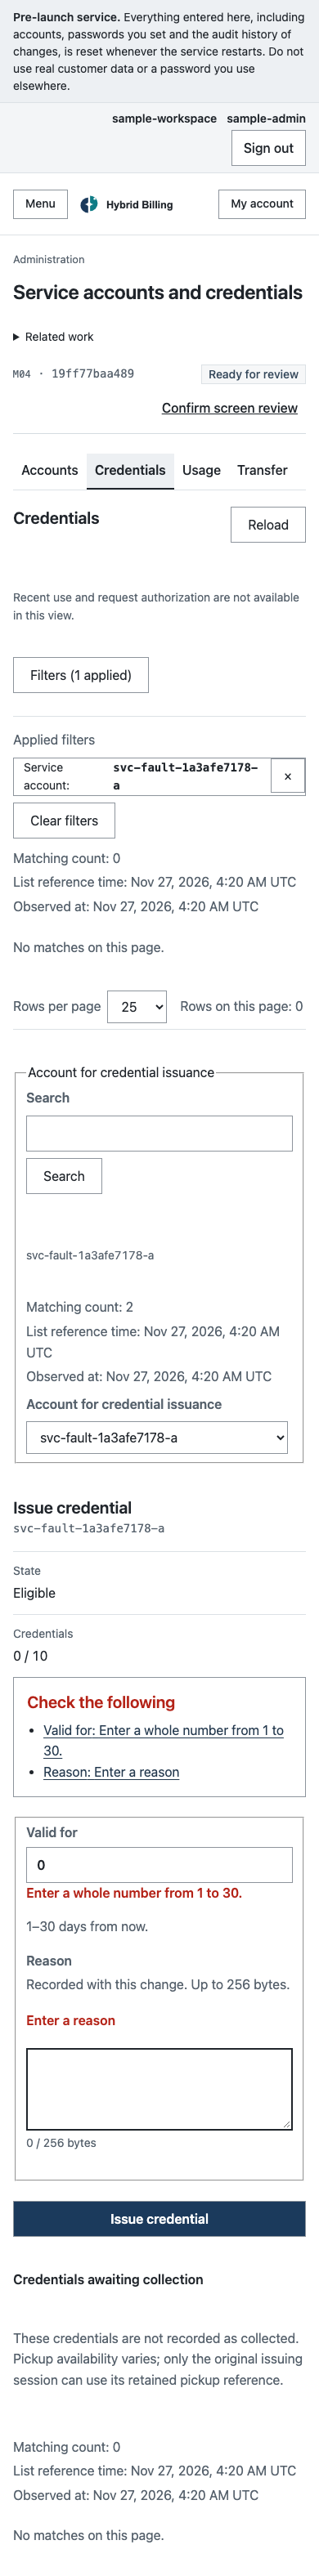 Pre-launch service. Everything entered here, including
accounts, passwords you set and the audit history of
changes, is reset whenever the service restarts. Do not
use real customer data or a password you use
elsewhere.
sample-workspace sample-admin
Sign out
Menu Hybrid Billing My account
Administration
Service accounts and credentials
Related work
M04 · 19ff77baa489 Ready for review
Confirm screen review
Accounts Credentials Usage Transfer
Credentials Reload
Recent use and request authorization are not available
in this view.
Filters (1 applied)
Applied filters
Service account: svc-fault-1a3afe7178-a ×
Clear filters
Matching count: 0
List reference time: Nov 27, 2026, 4:20 AM UTC
Observed at: Nov 27, 2026, 4:20 AM UTC
No matches on this page.
Rows per page 25 Rows on this page: 0
Account for credential issuance
Search
Search
svc-fault-1a3afe7178-a
Matching count: 2
List reference time: Nov 27, 2026, 4:20 AM
UTC
Observed at: Nov 27, 2026, 4:20 AM UTC
Account for credential issuance
svc-fault-1a3afe7178-a
Issue credential
svc-fault-1a3afe7178-a
State
Eligible
Credentials
0 / 10
Check the following
• Valid for: Enter a whole number from 1 to
30.
• Reason: Enter a reason
Valid for
0
Enter a whole number from 1 to 30.
1–30 days from now.
Reason
Recorded with this change. Up to 256 bytes.
Enter a reason
0 / 256 bytes
Issue credential
Credentials awaiting collection
These credentials are not recorded as collected.
Pickup availability varies; only the original issuing
session can use its retained pickup reference.
Matching count: 0
List reference time: Nov 27, 2026, 4:20 AM UTC
Observed at: Nov 27, 2026, 4:20 AM UTC
No matches on this page.